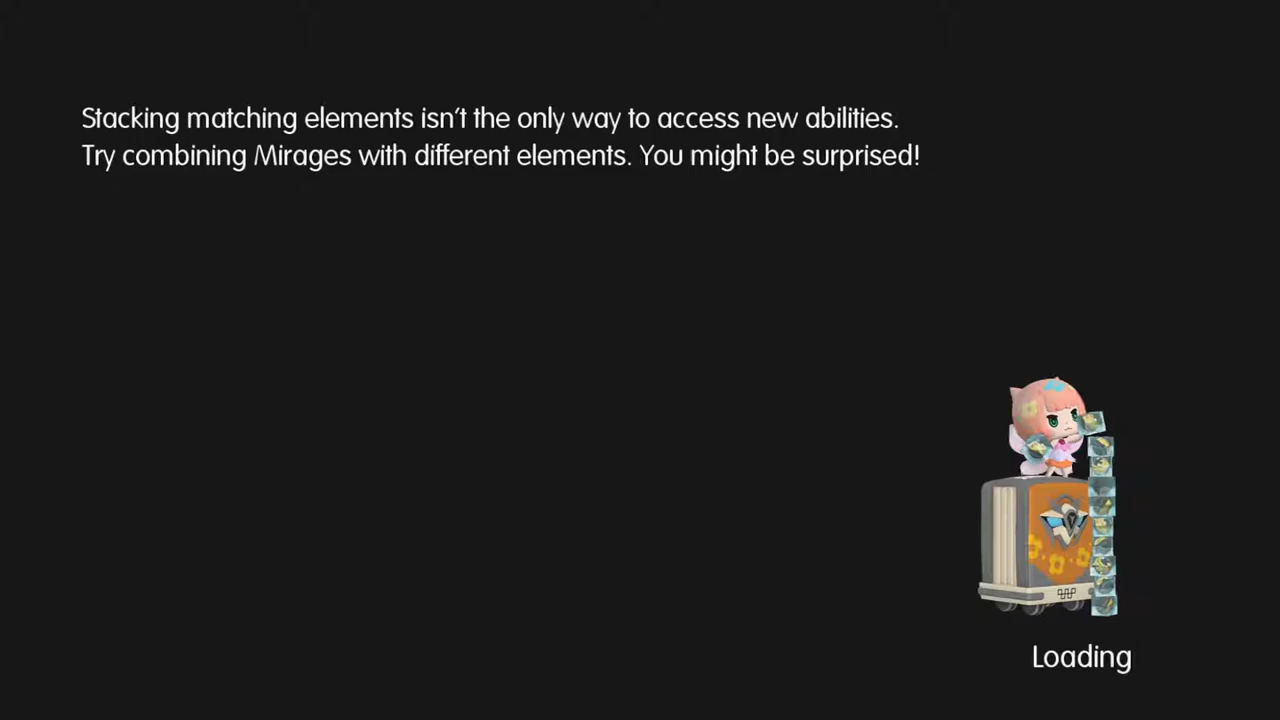 Stacking matching elements isn't the only way to access new abilities.
Try combining Mirages with different elements. You might be surprised!
Loading